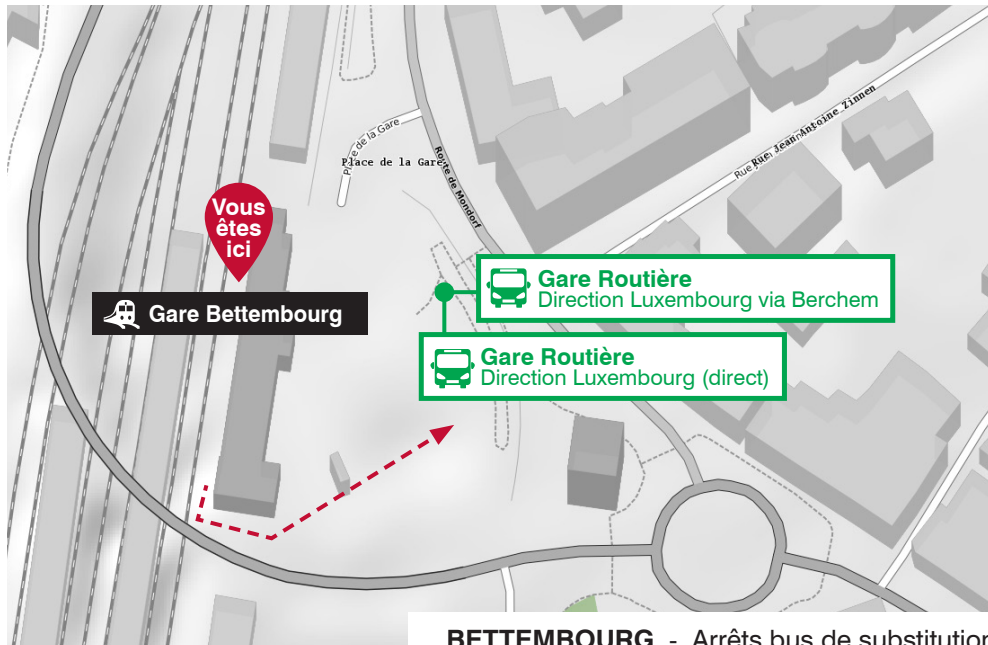 Place de la Gare
Place de la Gare
Route de Mondorf
Rue Jean-Antoine Zinnen
Vous
êtes
ici
Gare Bettembourg
Gare Routière
Direction Luxembourg via Berchem
Gare Routière
Direction Luxembourg (direct)
BETTEMBOURG - Arrêts bus de substitution